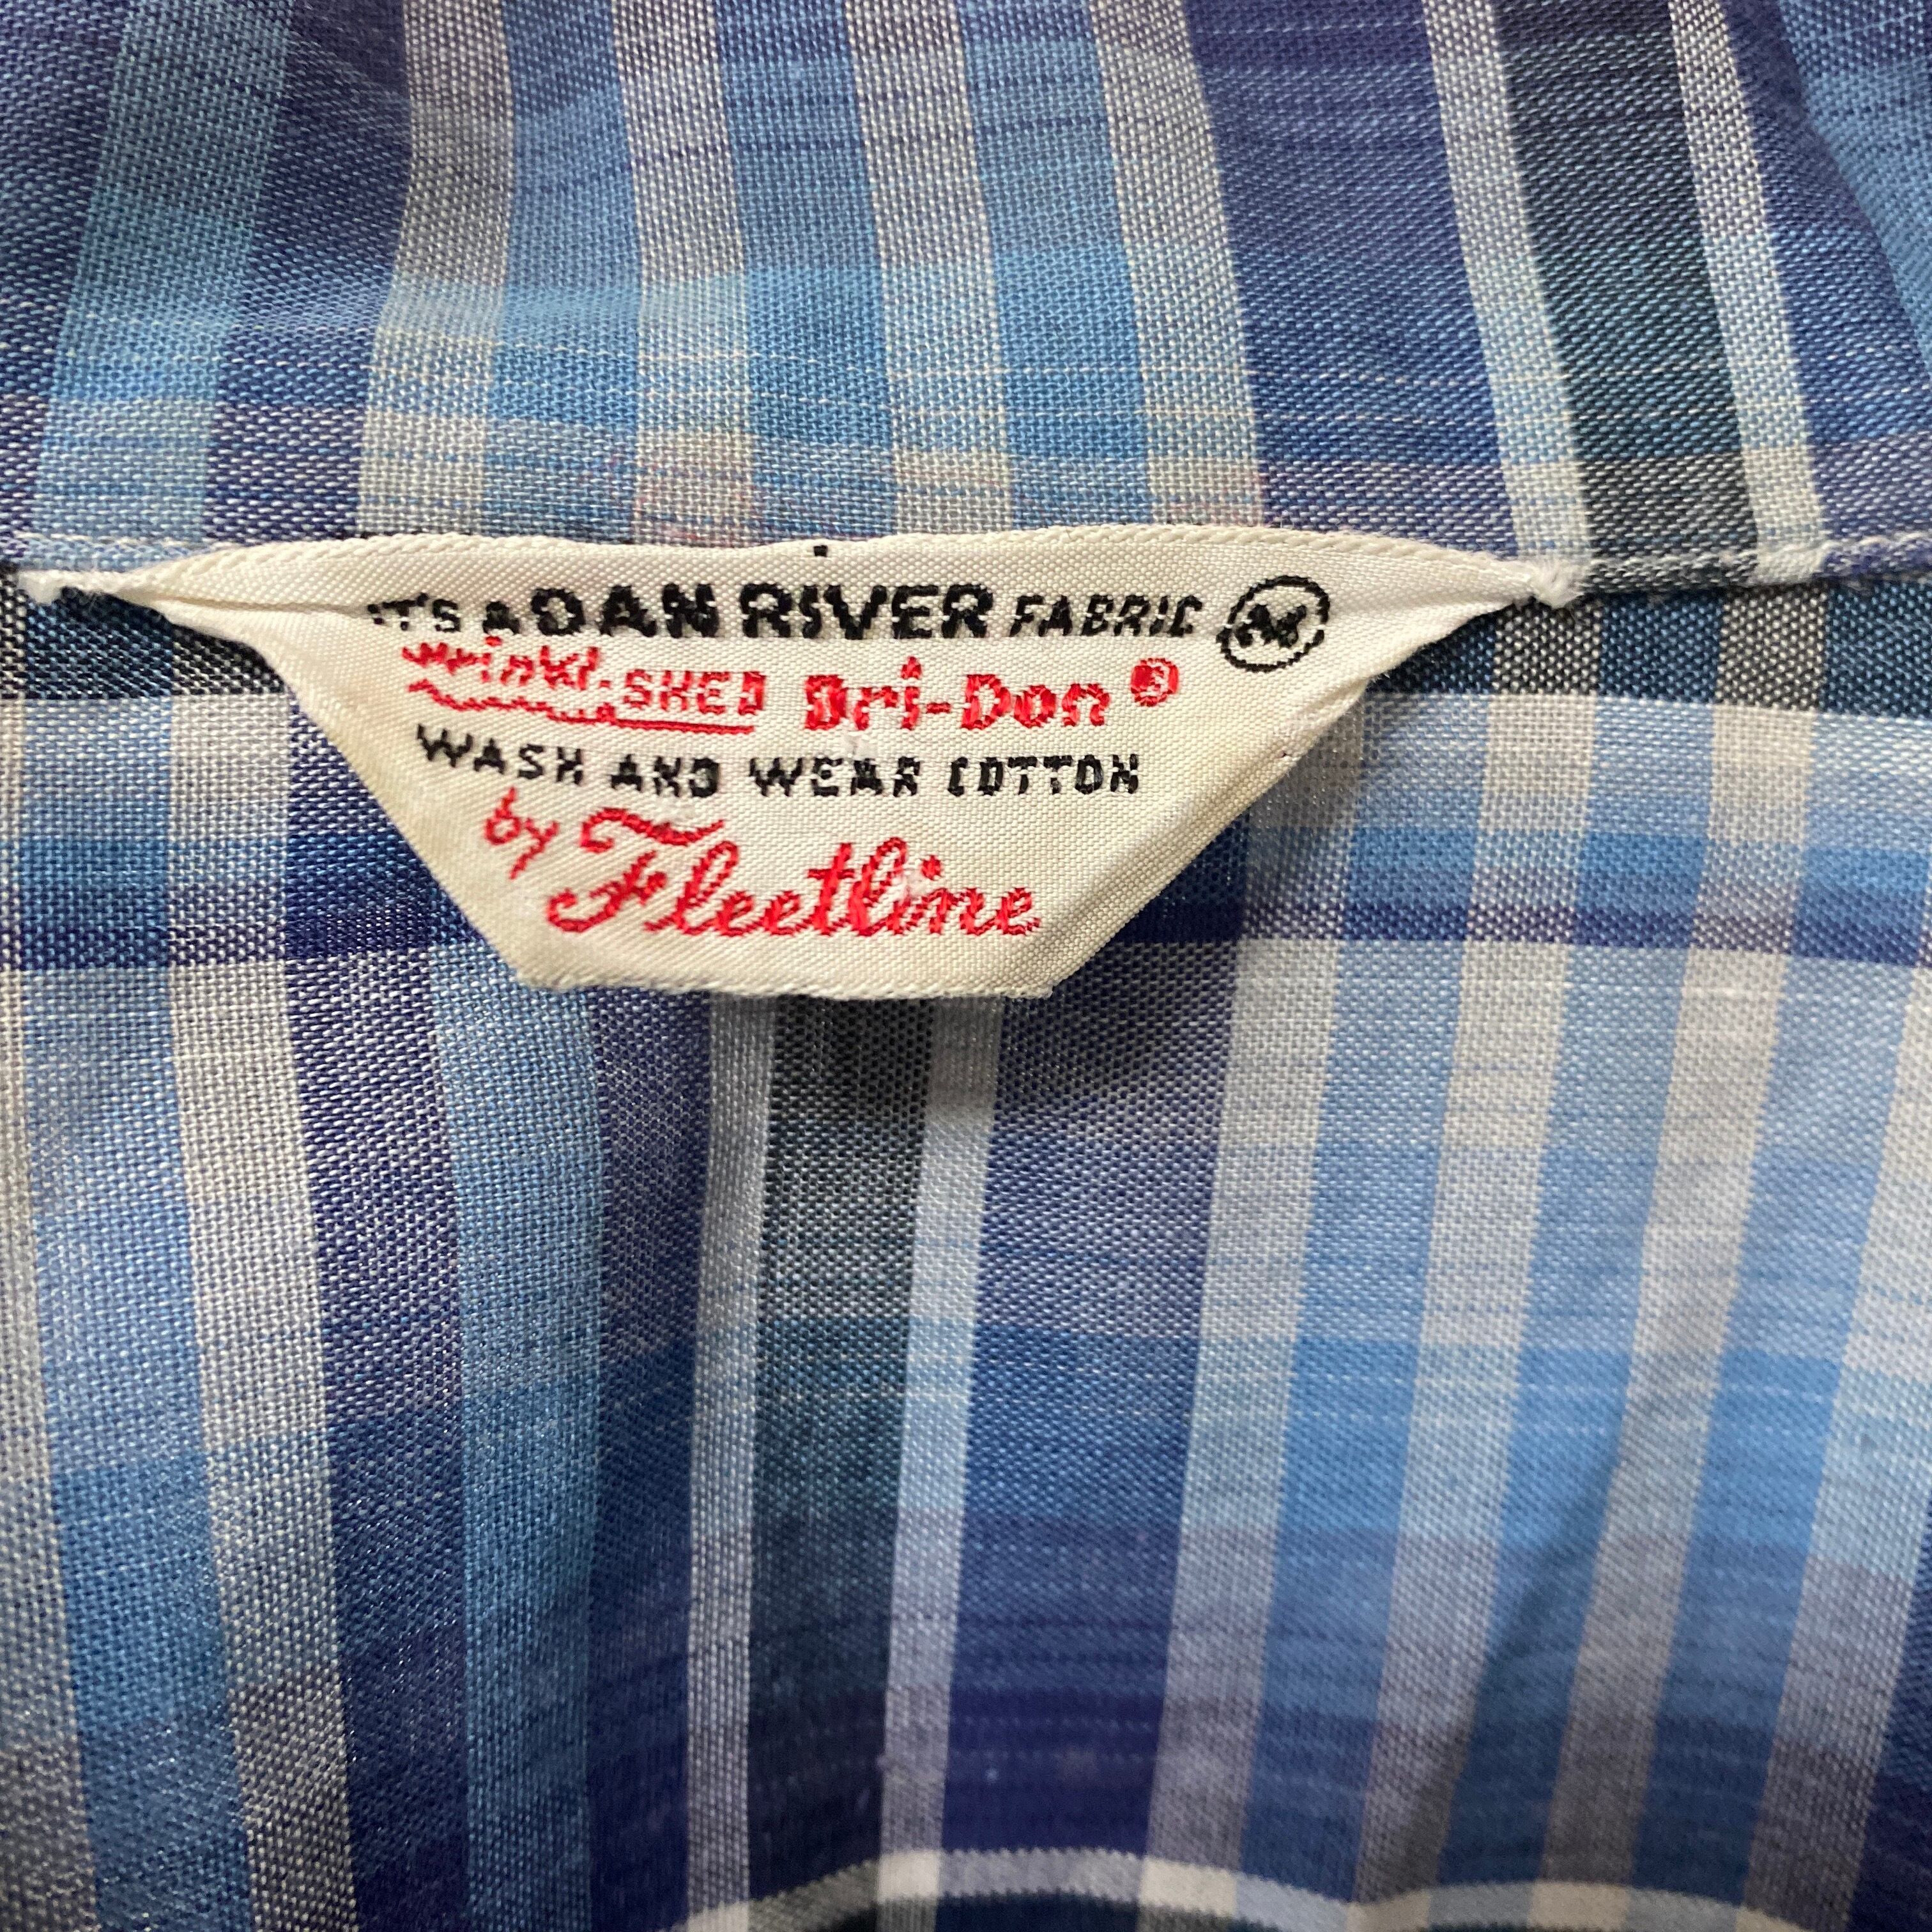 IT'S A DAN RIVER FABRIC M
wrinkl-SHED Dri-Don ®
WASH AND WEAR COTTON
by Fleetline